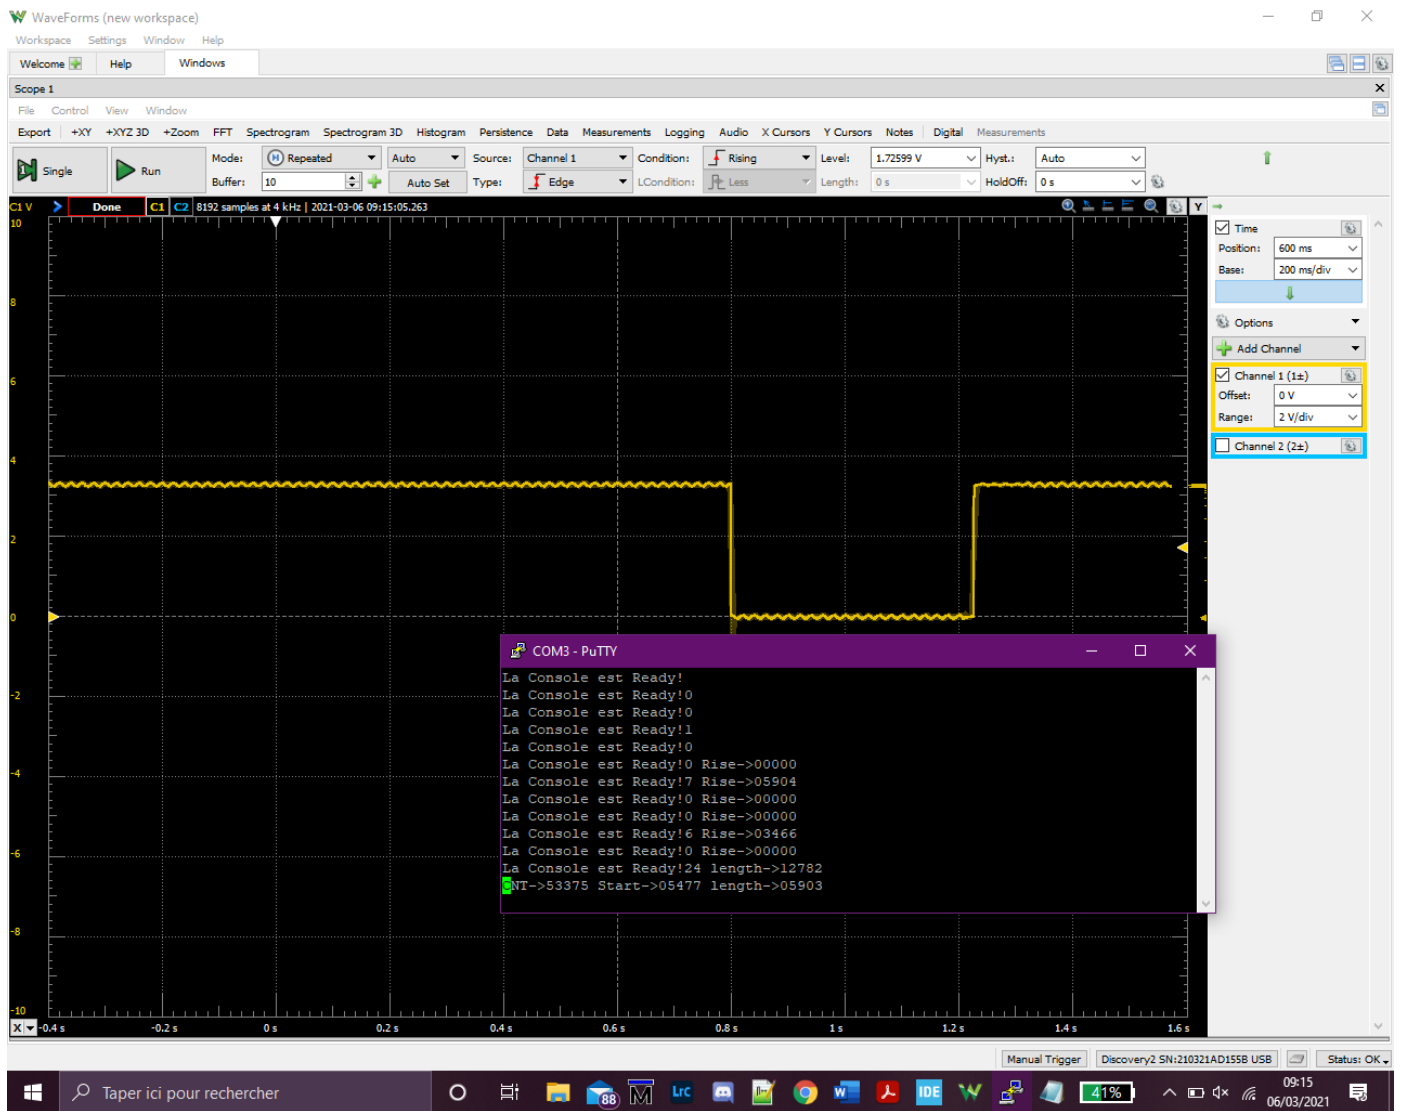 WaveForms (new workspace)
Workspace Settings Window Help
Welcome Help Windows
Scope 1
File Control View Window
Export +XY +XYZ 3D +Zoom FFT Spectrogram Spectrogram 3D Histogram Persistence Data Measurements Logging Audio X Cursors Y Cursors Notes Digital Measurements
Single Run Mode: Repeated Auto Source: Channel 1 Condition: Rising Level: 1.72599 V Hyst.: Auto
Buffer: 10 Auto Set Type: Edge LCondition: Less Length: 0 s HoldOff: 0 s
C1 V Done C1 C2 8192 samples at 4 kHz | 2021-03-06 09:15:05.263 Y
10
8
6
4
2
0
-2
-4
-6
-8
-10
X -0.4 s -0.2 s 0 s 0.2 s 0.4 s 0.6 s 0.8 s 1 s 1.2 s 1.4 s 1.6 s
Time
Position: 600 ms
Base: 200 ms/div
Options
Add Channel
Channel 1 (1±)
Offset: 0 V
Range: 2 V/div
Channel 2 (2±)
COM3 - PuTTY
La Console est Ready!
La Console est Ready!0
La Console est Ready!0
La Console est Ready!1
La Console est Ready!0
La Console est Ready!0 Rise->00000
La Console est Ready!7 Rise->05904
La Console est Ready!0 Rise->00000
La Console est Ready!0 Rise->00000
La Console est Ready!6 Rise->03466
La Console est Ready!0 Rise->00000
La Console est Ready!24 length->12782
CNT->53375 Start->05477 length->05903
Manual Trigger Discovery2 SN:210321AD155B USB Status: OK
Taper ici pour rechercher 88 LrC IDE 41% 09:15
06/03/2021